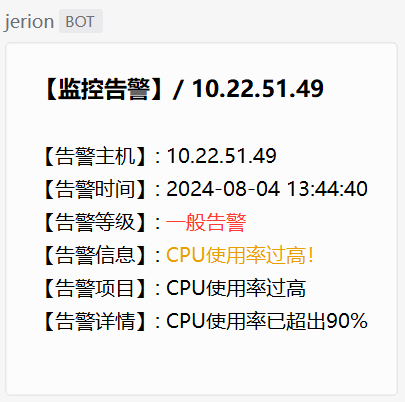 jerion BOT
【监控告警】/ 10.22.51.49
【告警主机】: 10.22.51.49
【告警时间】: 2024-08-04 13:44:40
【告警等级】: 一般告警
【告警信息】: CPU使用率过高!
【告警项目】: CPU使用率过高
【告警详情】: CPU使用率已超出90%